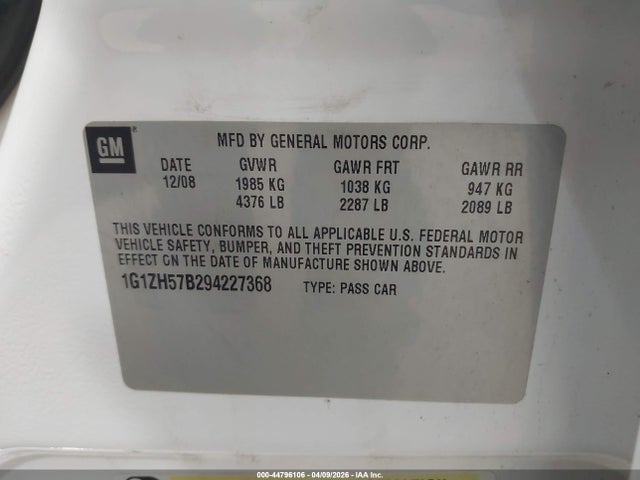 GM ®
MFD BY GENERAL MOTORS CORP.
DATE GVWR GAWR FRT GAWR RR
12/08 1985 KG 1038 KG 947 KG
4376 LB 2287 LB 2089 LB
THIS VEHICLE CONFORMS TO ALL APPLICABLE U.S. FEDERAL MOTOR
VEHICLE SAFETY, BUMPER, AND THEFT PREVENTION STANDARDS IN
EFFECT ON THE DATE OF MANUFACTURE SHOWN ABOVE.
1G1ZH57B294227368 TYPE: PASS CAR
000-44796106 - 04/09/2026 - IAA Inc.